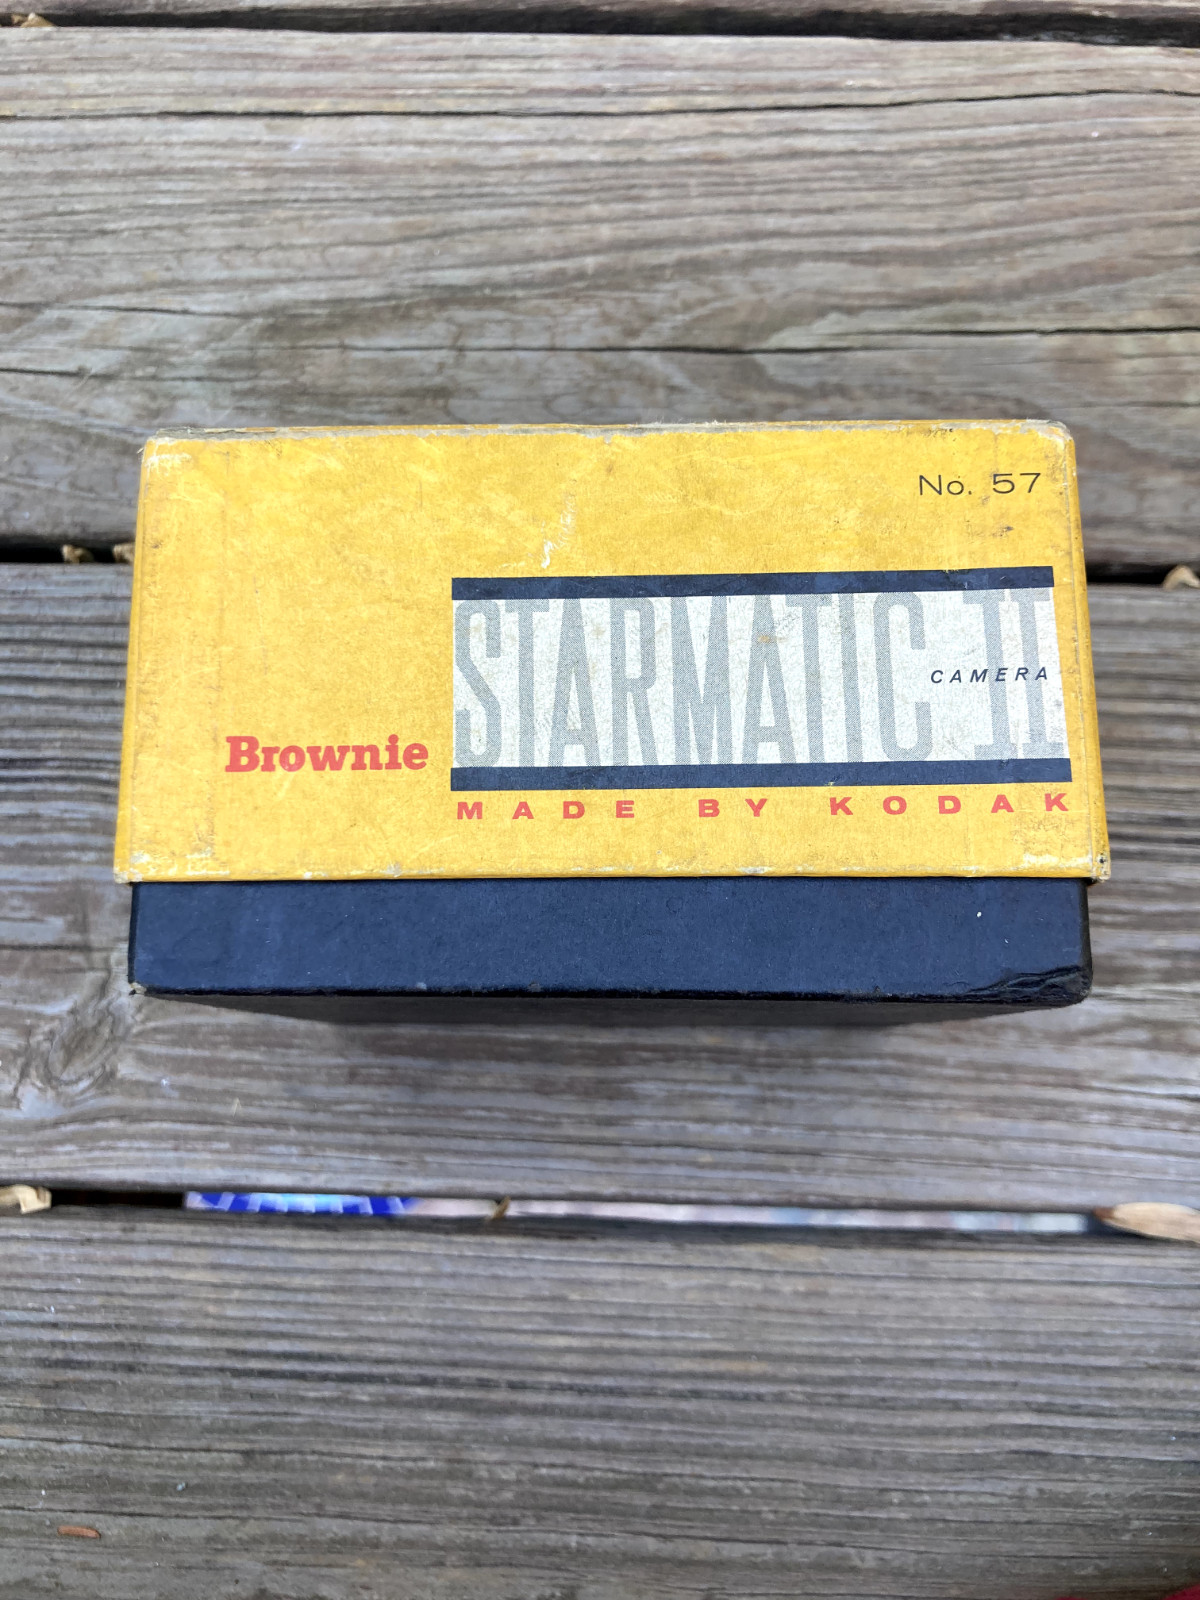 No. 57
STARMATIC II
CAMERA
Brownie
MADE BY KODAK